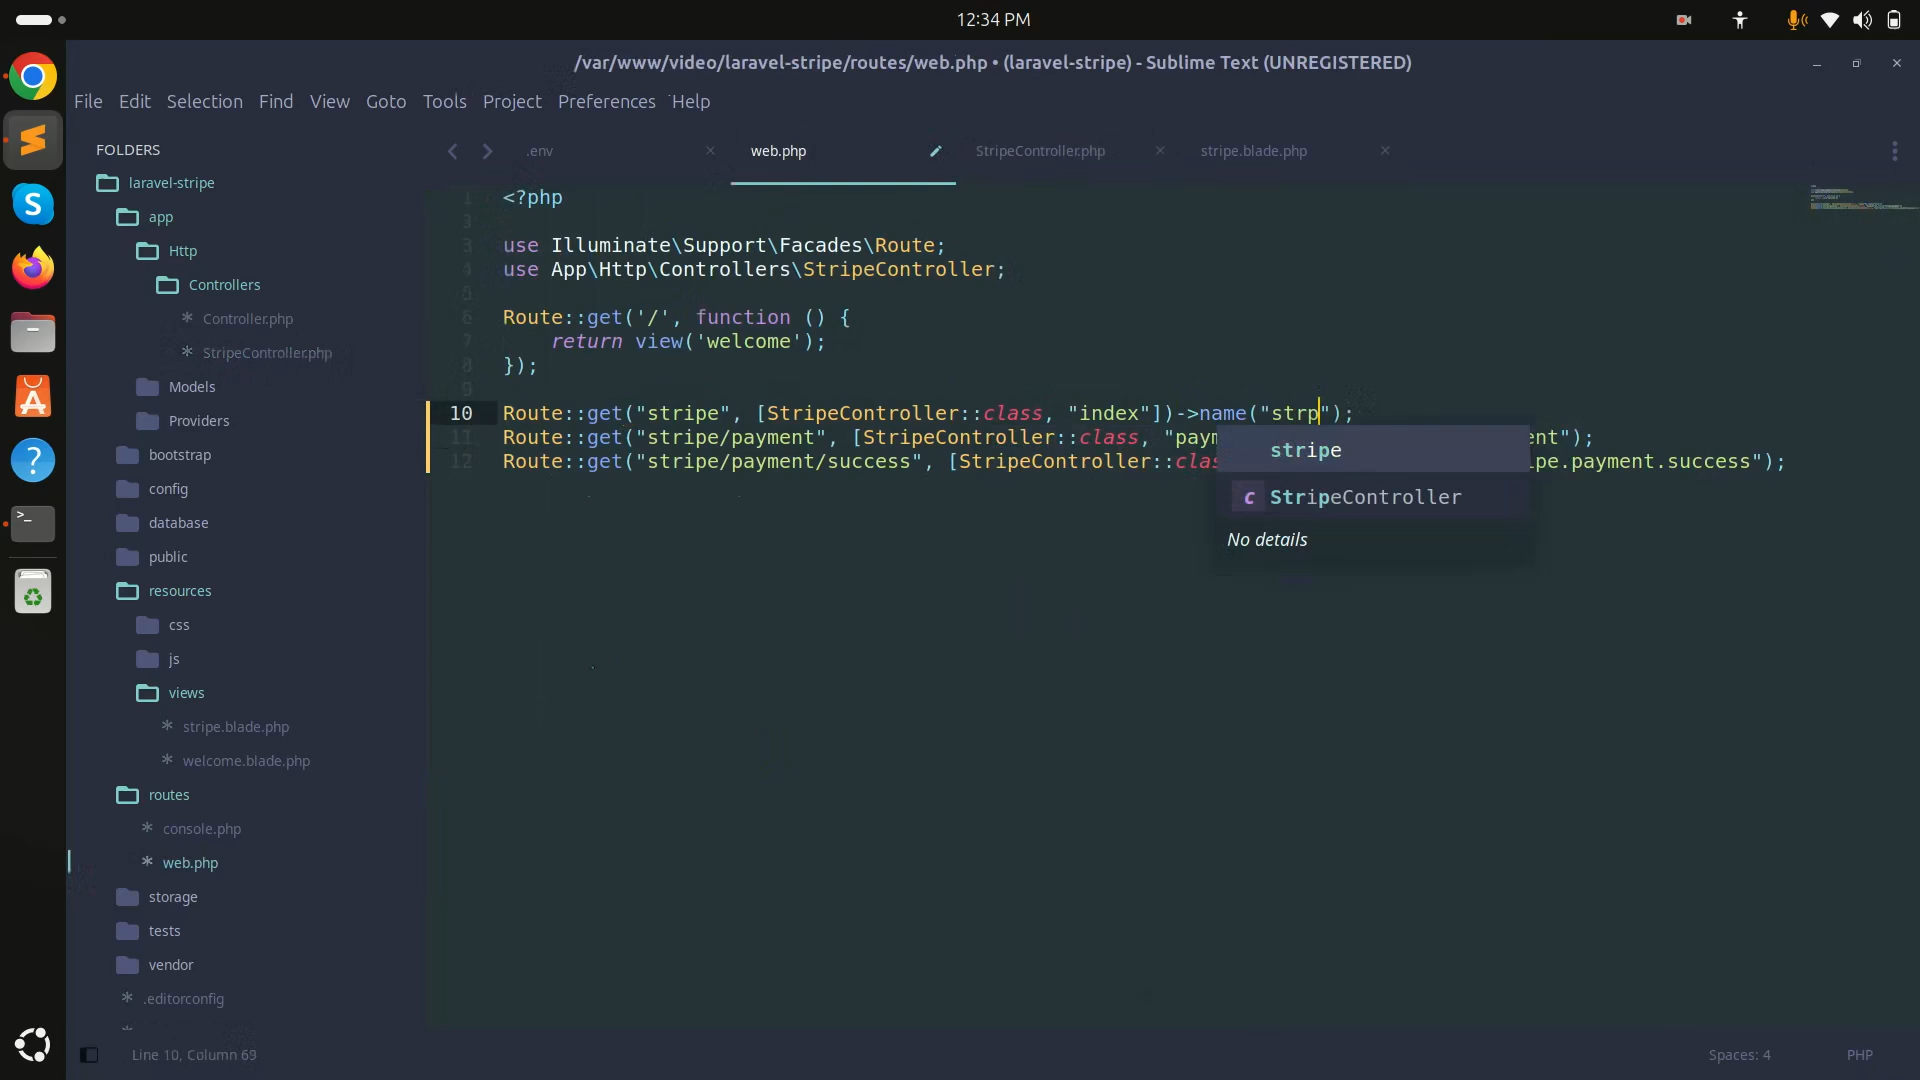 12:34 PM
/var/www/video/laravel-stripe/routes/web.php • (laravel-stripe) - Sublime Text (UNREGISTERED)
File Edit Selection Find View Goto Tools Project Preferences Help
FOLDERS
laravel-stripe
app
Http
Controllers
* Controller.php
* StripeController.php
Models
Providers
bootstrap
config
database
public
resources
css
js
views
* stripe.blade.php
* welcome.blade.php
routes
* console.php
* web.php
storage
tests
vendor
* .editorconfig
.env web.php StripeController.php stripe.blade.php
1 <?php
3 use Illuminate\Support\Facades\Route;
4 use App\Http\Controllers\StripeController;
5
6 Route::get('/', function () {
7 return view('welcome');
8 });
9
10 Route::get("stripe", [StripeController::class, "index"])->name("strp");
11 Route::get("stripe/payment", [StripeController::class, "paym ent");
12 Route::get("stripe/payment/success", [StripeController::clas ipe.payment.success");
stripe
c StripeController
No details
Line 10, Column 69
Spaces: 4 PHP